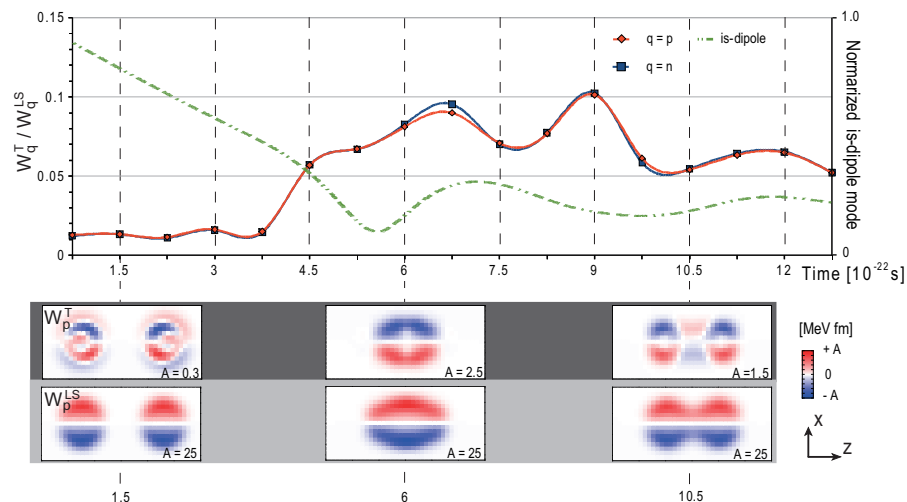 0.15
1.0
q = p
is-dipole
q = n
0.1
0.05
0
0
W_q^T / W_q^LS
Normarized is-dipole mode
1.5
3
4.5
6
7.5
9
10.5
12
Time [10^-22 s]
W_p^T
A = 0.3
A = 2.5
A =1.5
[MeV fm]
+ A
0
- A
W_p^LS
A = 25
A = 25
A = 25
X
Z
1.5
6
10.5